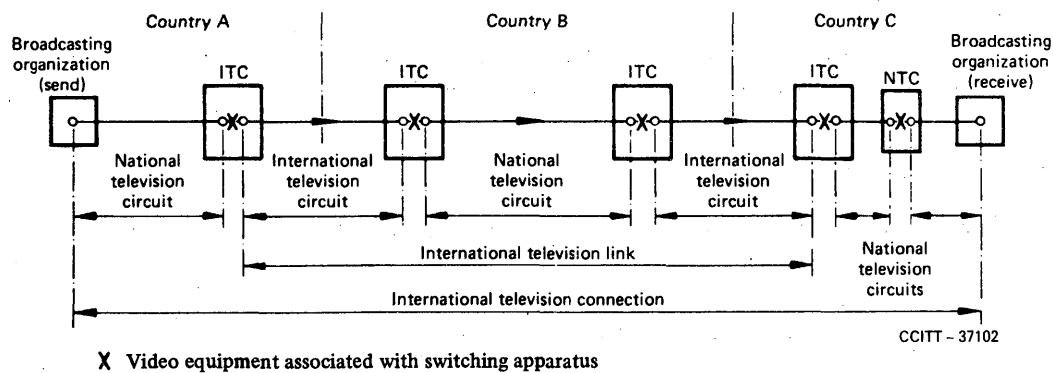 Country A
Country B
Country C
Broadcasting
organization
(send)
ITC
ITC
ITC
ITC
NTC
Broadcasting
organization
(receive)
X
X
X
X
X
National
television
circuit
International
television
circuit
National
television
circuit
International
television
circuit
International television link
National
television
circuits
International television connection
CCITT - 37102
X Video equipment associated with switching apparatus